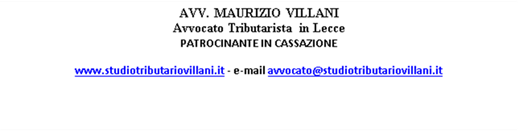 AVV. MAURIZIO VILLANI
Avvocato Tributarista in Lecce
PATROCINANTE IN CASSAZIONE
www.studiotributariovillani.it - e-mail avvocato@studiotributariovillani.it